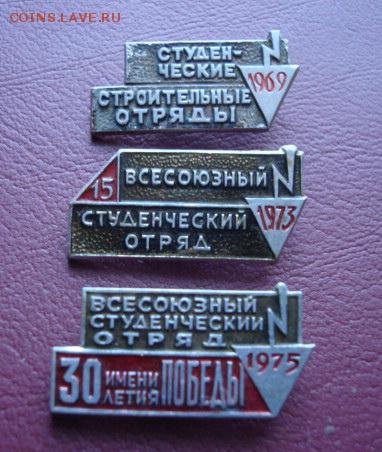 COINS.LAVE.RU
СТУДЕН-
ЧЕСКИЕ
1969
СТРОИТЕЛЬНЫЕ
ОТРЯДЫ
15 ВСЕСОЮЗНЫЙ
СТУДЕНЧЕСКИЙ 1973
ОТРЯД
ВСЕСОЮЗНЫЙ
СТУДЕНЧЕСКИЙ
ОТРЯД
1975
30 ИМЕНИ ПОБЕДЫ
ЛЕТИЯ